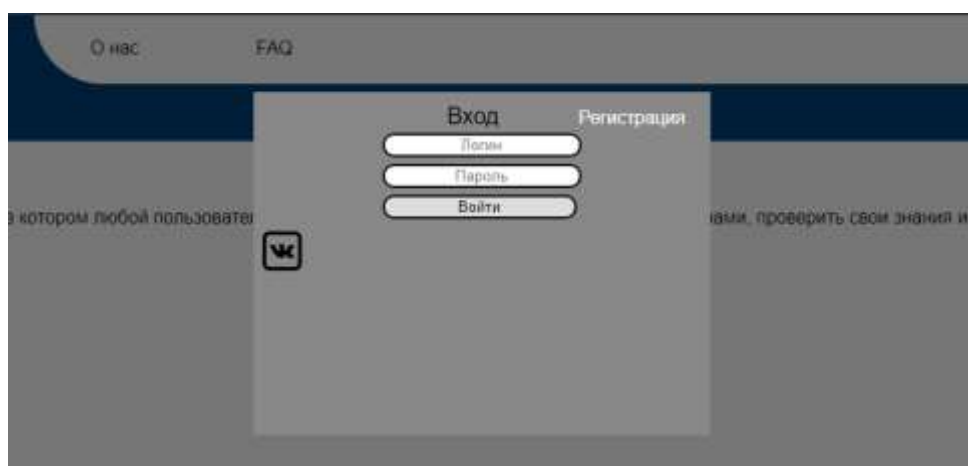 О нас FAQ
Вход Регистрация
Логин
Пароль
Войти
в котором любой пользовател ами, проверить свои знания и